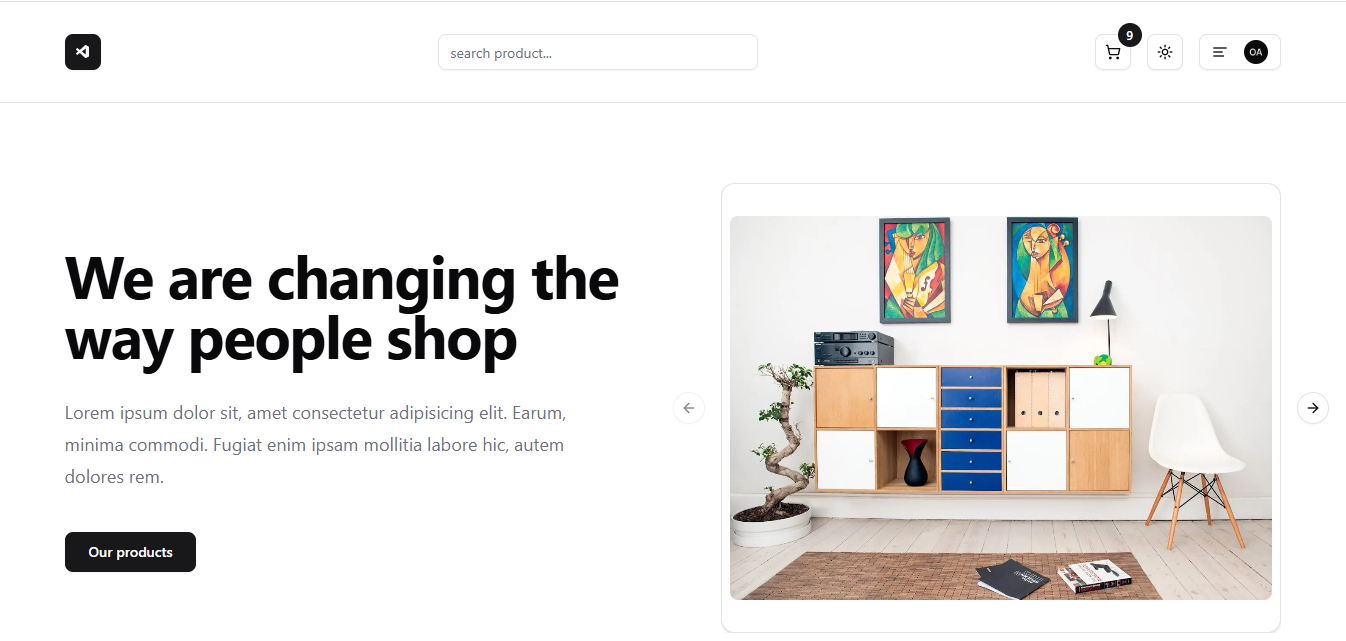 search product...
9
OA
We are changing the
way people shop
Lorem ipsum dolor sit, amet consectetur adipisicing elit. Earum,
minima commodi. Fugiat enim ipsam mollitia labore hic, autem
dolores rem.
Our products